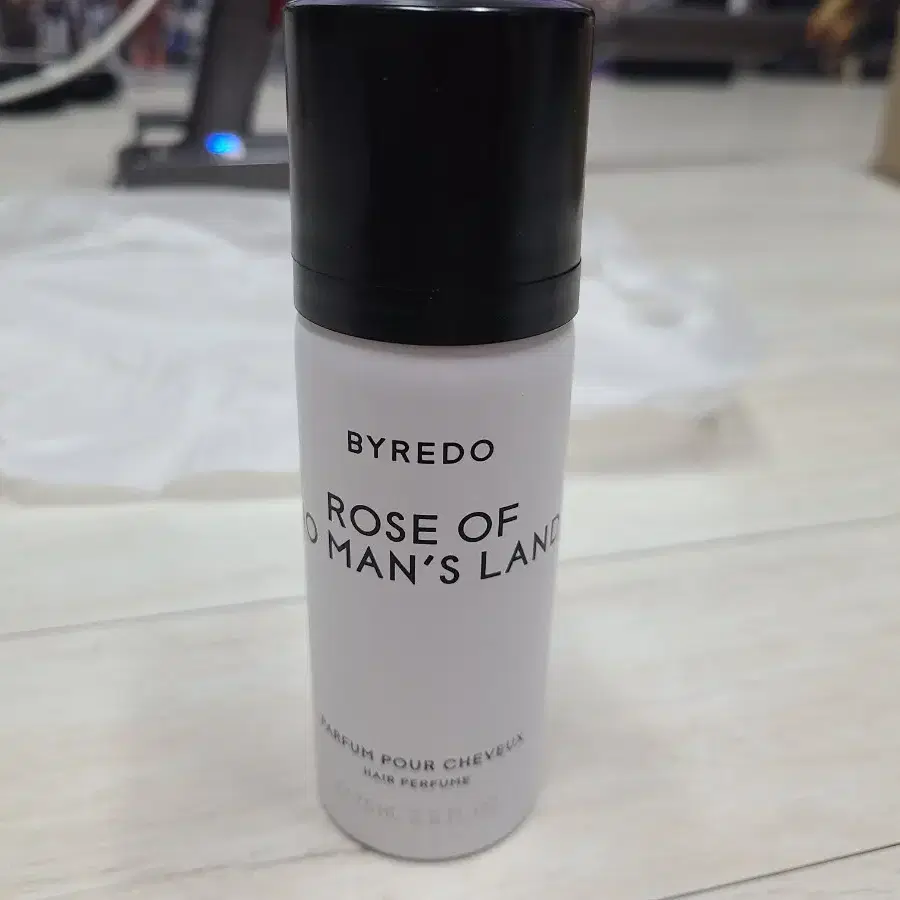 BYREDO
ROSE OF
O MAN'S LAND
PARFUM POUR CHEVEUX
HAIR PERFUME